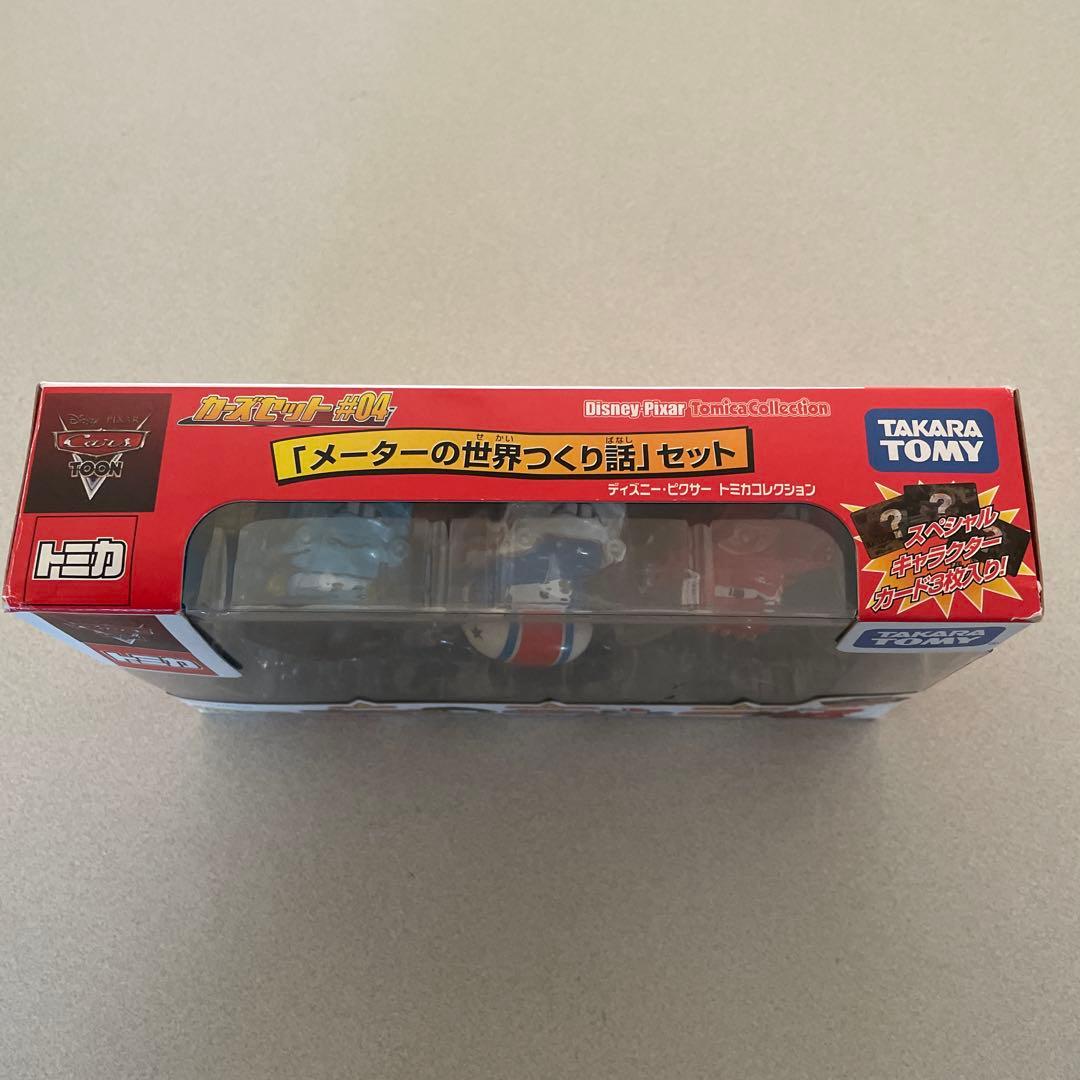 カーズセット #04
Disney・Pixar TomicaCollection
DISNEY・PIXAR
Cars
TOON
せかい ばなし
「メーターの世界つくり話」セット
ディズニー・ピクサー トミカコレクション
TAKARA
TOMY
トミカ
スペシャル
キャラクター
カード3枚入り!
? ?
トミカ
TAKARA
TOMY